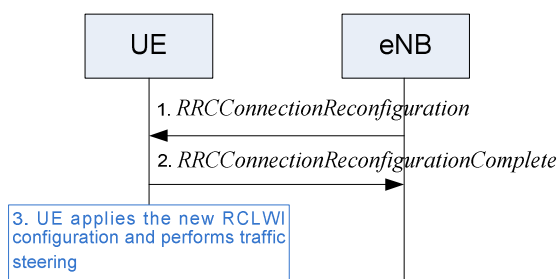 UE
eNB
1. RRCConnectionReconfiguration
2. RRCConnectionReconfigurationComplete
3. UE applies the new RCLWI
configuration and performs traffic
steering